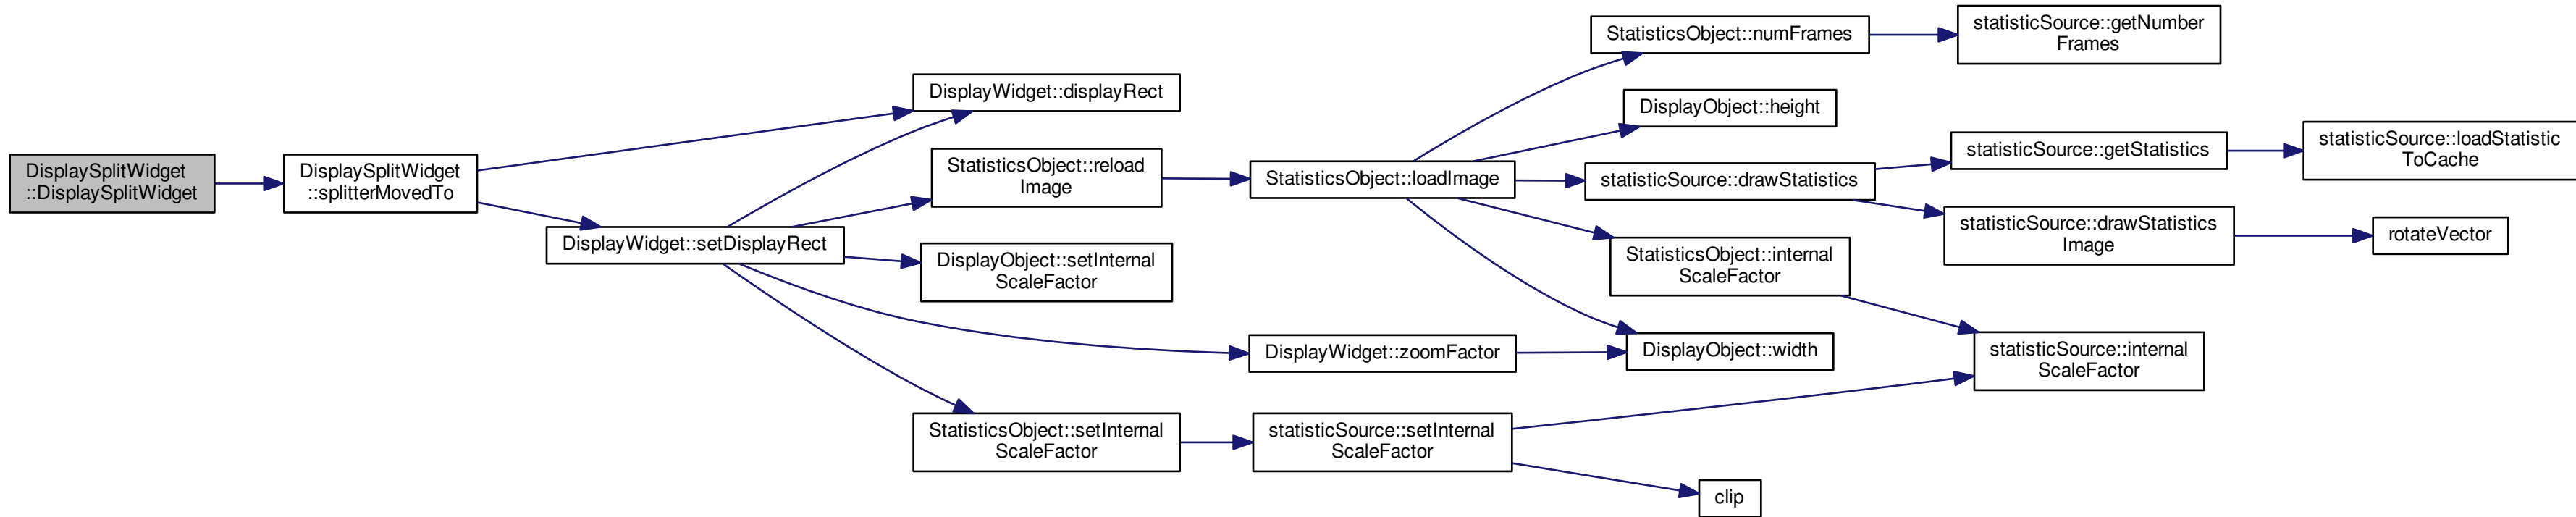 DisplaySplitWidget
::DisplaySplitWidget
DisplaySplitWidget
::splitterMovedTo
DisplayWidget::displayRect
DisplayWidget::setDisplayRect
StatisticsObject::reload
Image
DisplayObject::setInternal
ScaleFactor
StatisticsObject::setInternal
ScaleFactor
StatisticsObject::loadImage
DisplayWidget::zoomFactor
statisticSource::setInternal
ScaleFactor
StatisticsObject::numFrames
DisplayObject::height
statisticSource::drawStatistics
StatisticsObject::internal
ScaleFactor
DisplayObject::width
clip
statisticSource::getNumber
Frames
statisticSource::getStatistics
statisticSource::drawStatistics
Image
statisticSource::internal
ScaleFactor
statisticSource::loadStatistic
ToCache
rotateVector